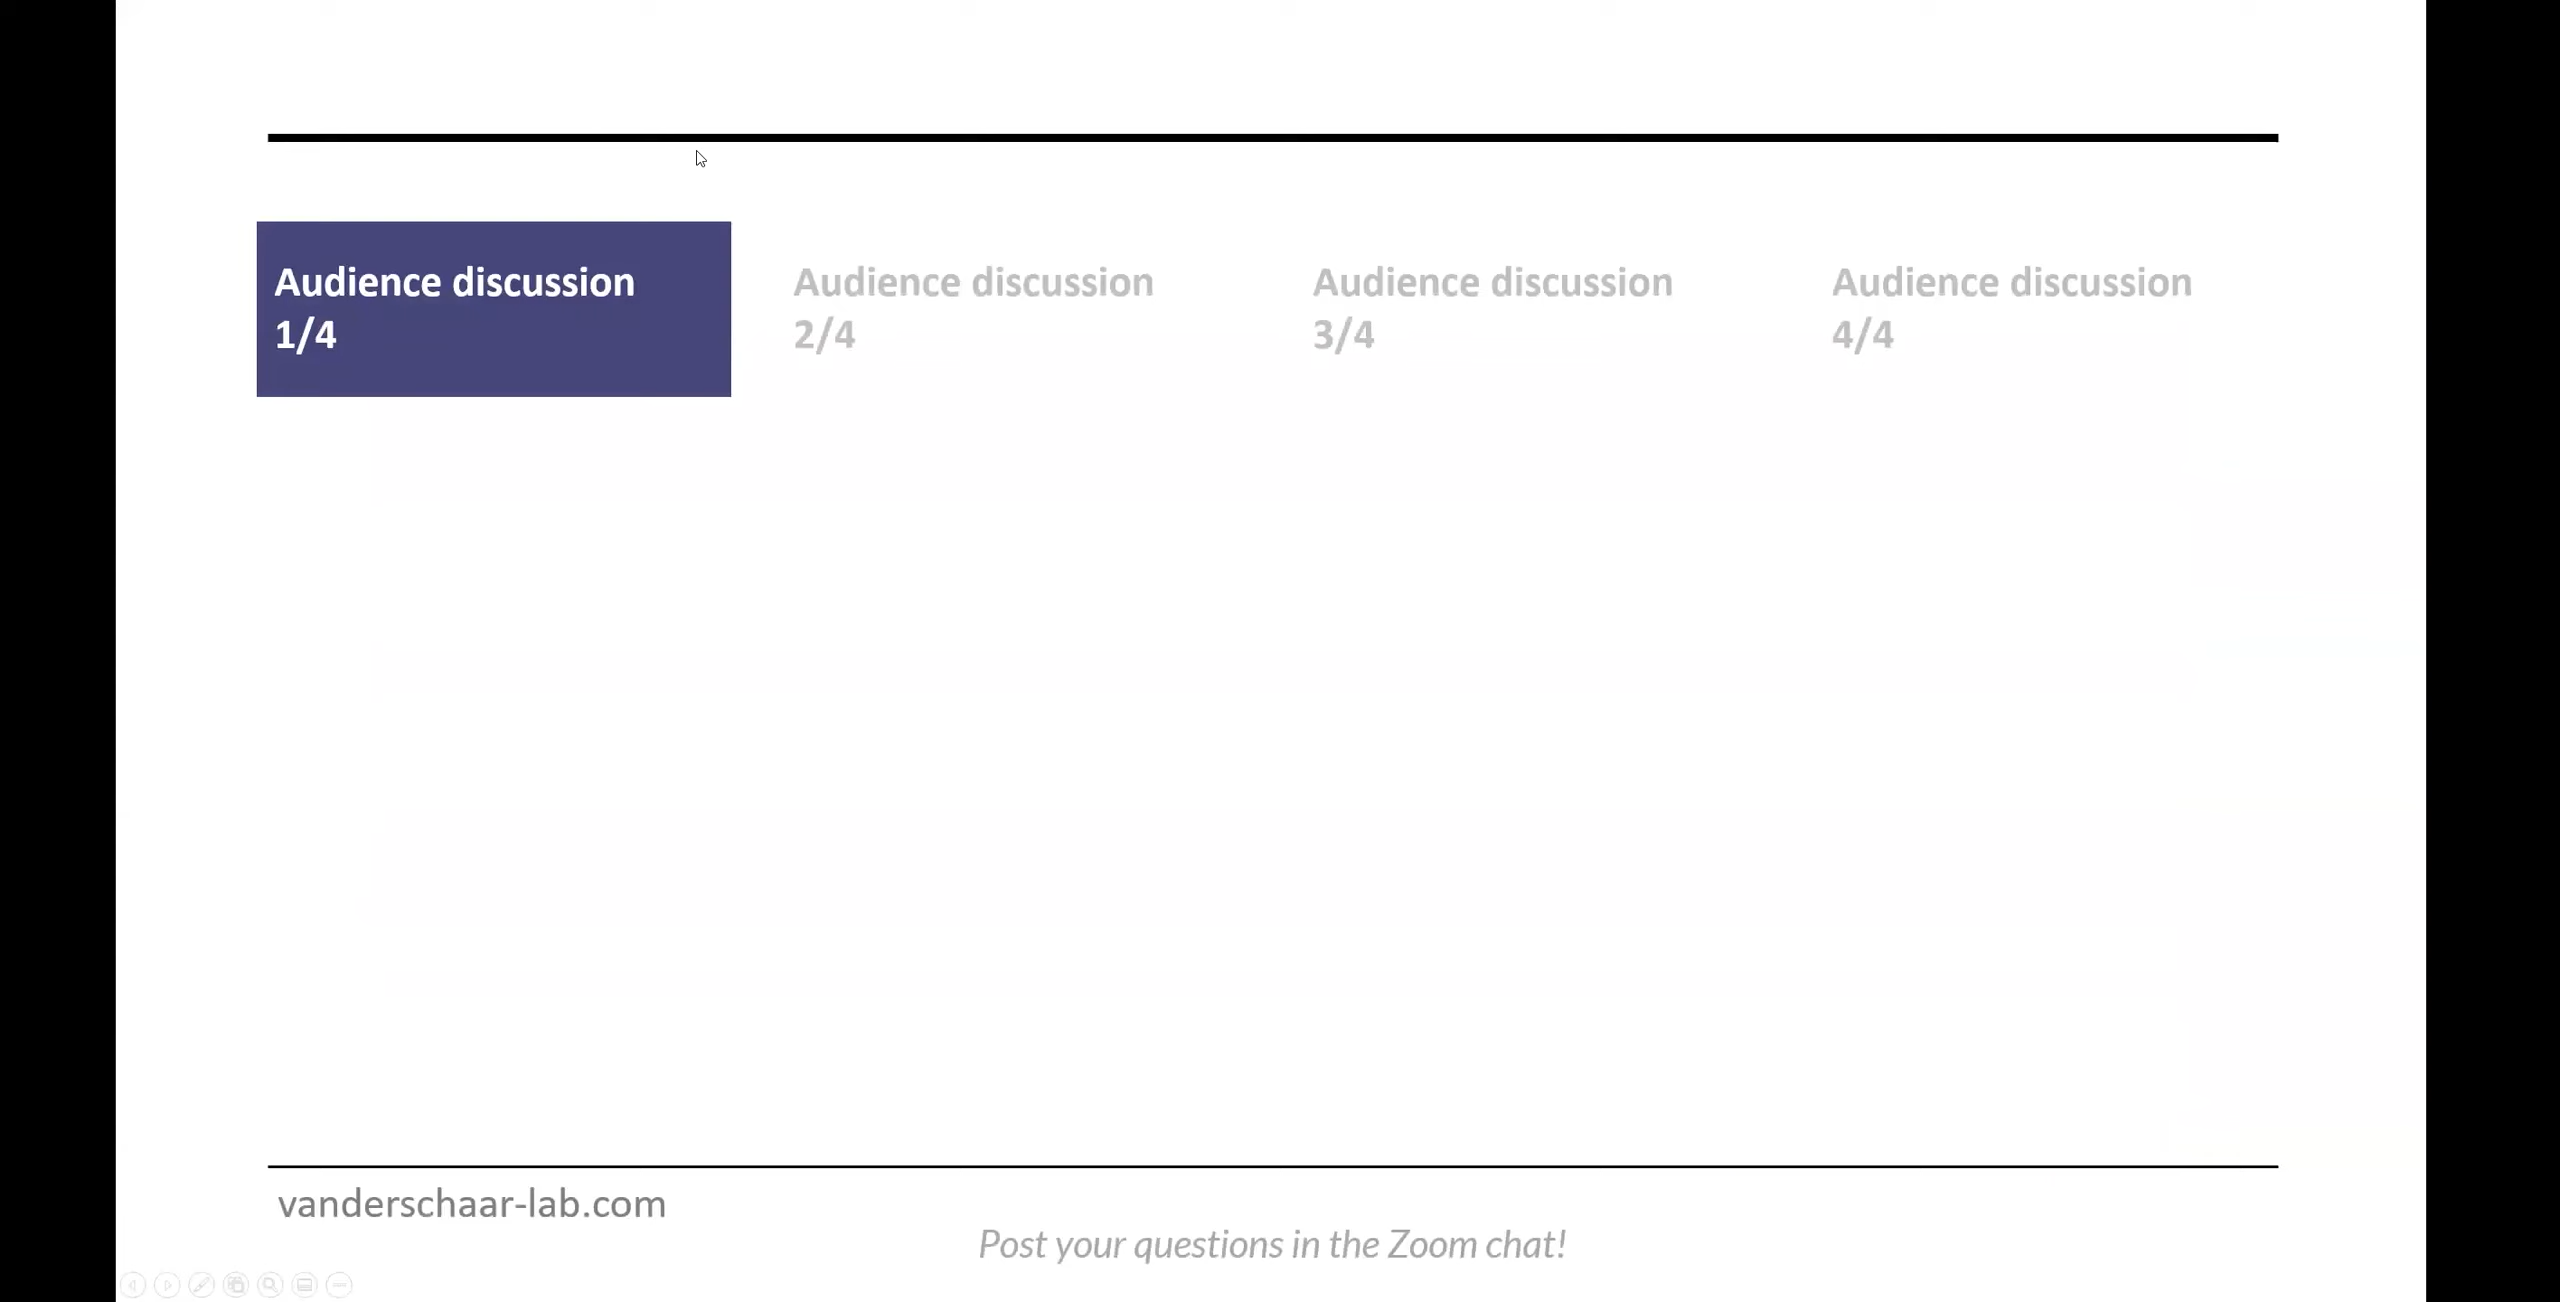 Audience discussion
1/4
Audience discussion
2/4
Audience discussion
3/4
Audience discussion
4/4
vanderschaar-lab.com
Post your questions in the Zoom chat!